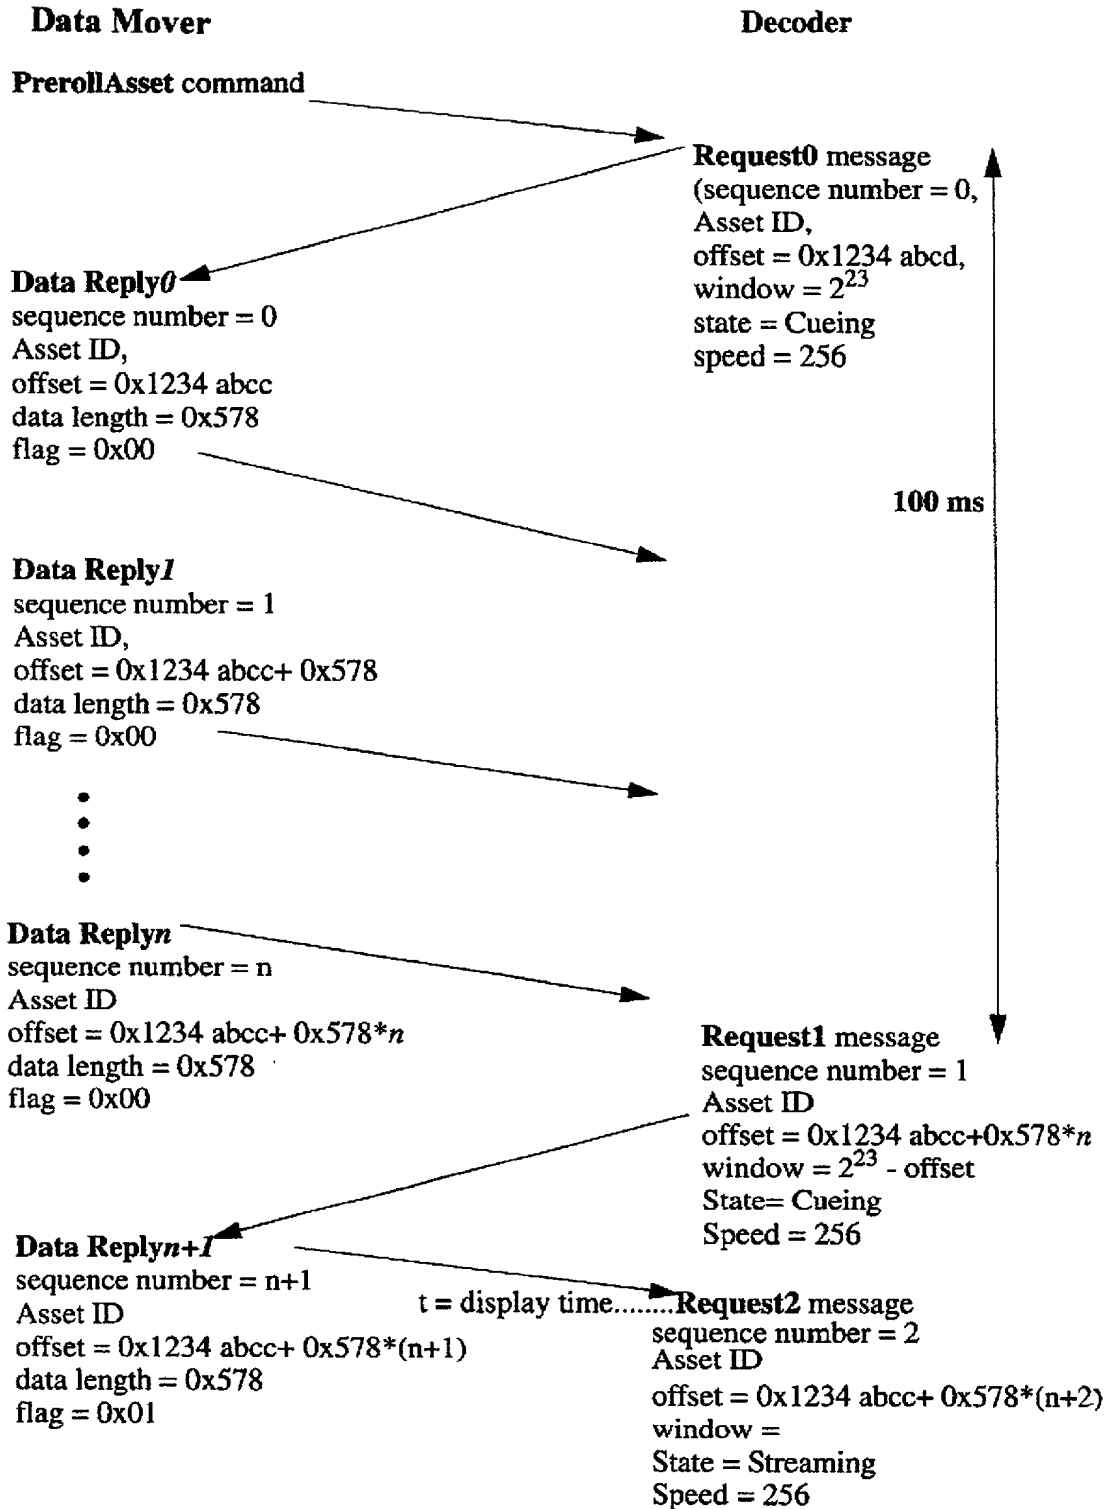 Data Mover
Decoder
PrerollAsset command
Request0 message
(sequence number = 0,
Asset ID,
offset = 0x1234 abcd,
window = 2^23
state = Cueing
speed = 256
Data Reply0
sequence number = 0
Asset ID,
offset = 0x1234 abcc
data length = 0x578
flag = 0x00
100 ms
Data Reply1
sequence number = 1
Asset ID,
offset = 0x1234 abcc+ 0x578
data length = 0x578
flag = 0x00
Data Replyn
sequence number = n
Asset ID
offset = 0x1234 abcc+ 0x578*n
data length = 0x578
flag = 0x00
Request1 message
sequence number = 1
Asset ID
offset = 0x1234 abcc+0x578*n
window = 2^23 - offset
State= Cueing
Speed = 256
Data Replyn+1
sequence number = n+1
Asset ID
offset = 0x1234 abcc+ 0x578*(n+1)
data length = 0x578
flag = 0x01
t = display time........Request2 message
sequence number = 2
Asset ID
offset = 0x1234 abcc+ 0x578*(n+2)
window =
State = Streaming
Speed = 256